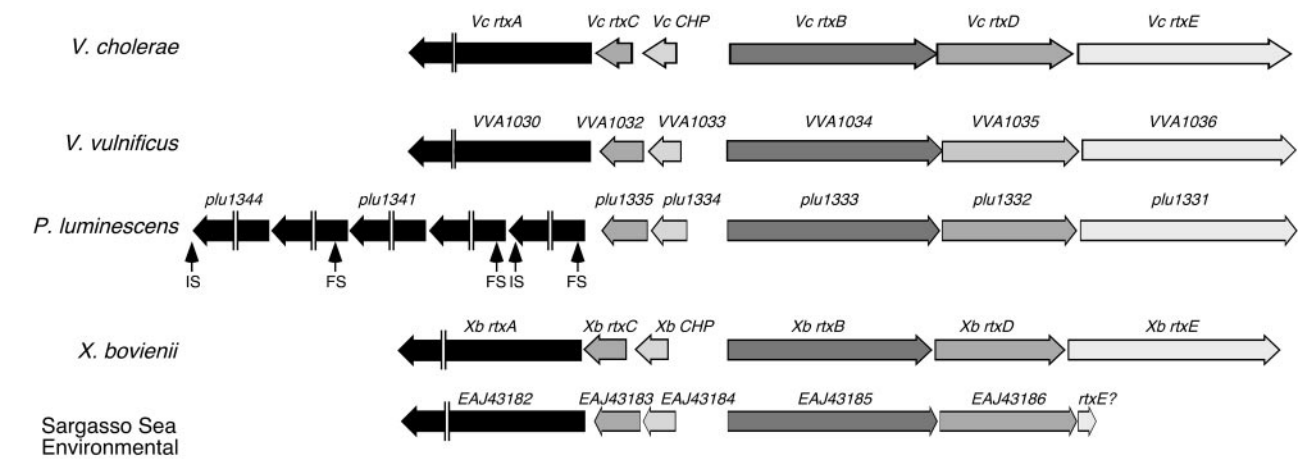 Vc rtxA Vc rtxC Vc CHP Vc rtxB Vc rtxD Vc rtxE
V. cholerae
VVA1030 VVA1032 VVA1033 VVA1034 VVA1035 VVA1036
V. vulnificus
plu1344 plu1341 plu1335 plu1334 plu1333 plu1332 plu1331
P. luminescens
IS FS FS IS FS
Xb rtxA Xb rtxC Xb CHP Xb rtxB Xb rtxD Xb rtxE
X. bovienii
EAJ43182 EAJ43183 EAJ43184 EAJ43185 EAJ43186 rtxE?
Sargasso Sea
Environmental